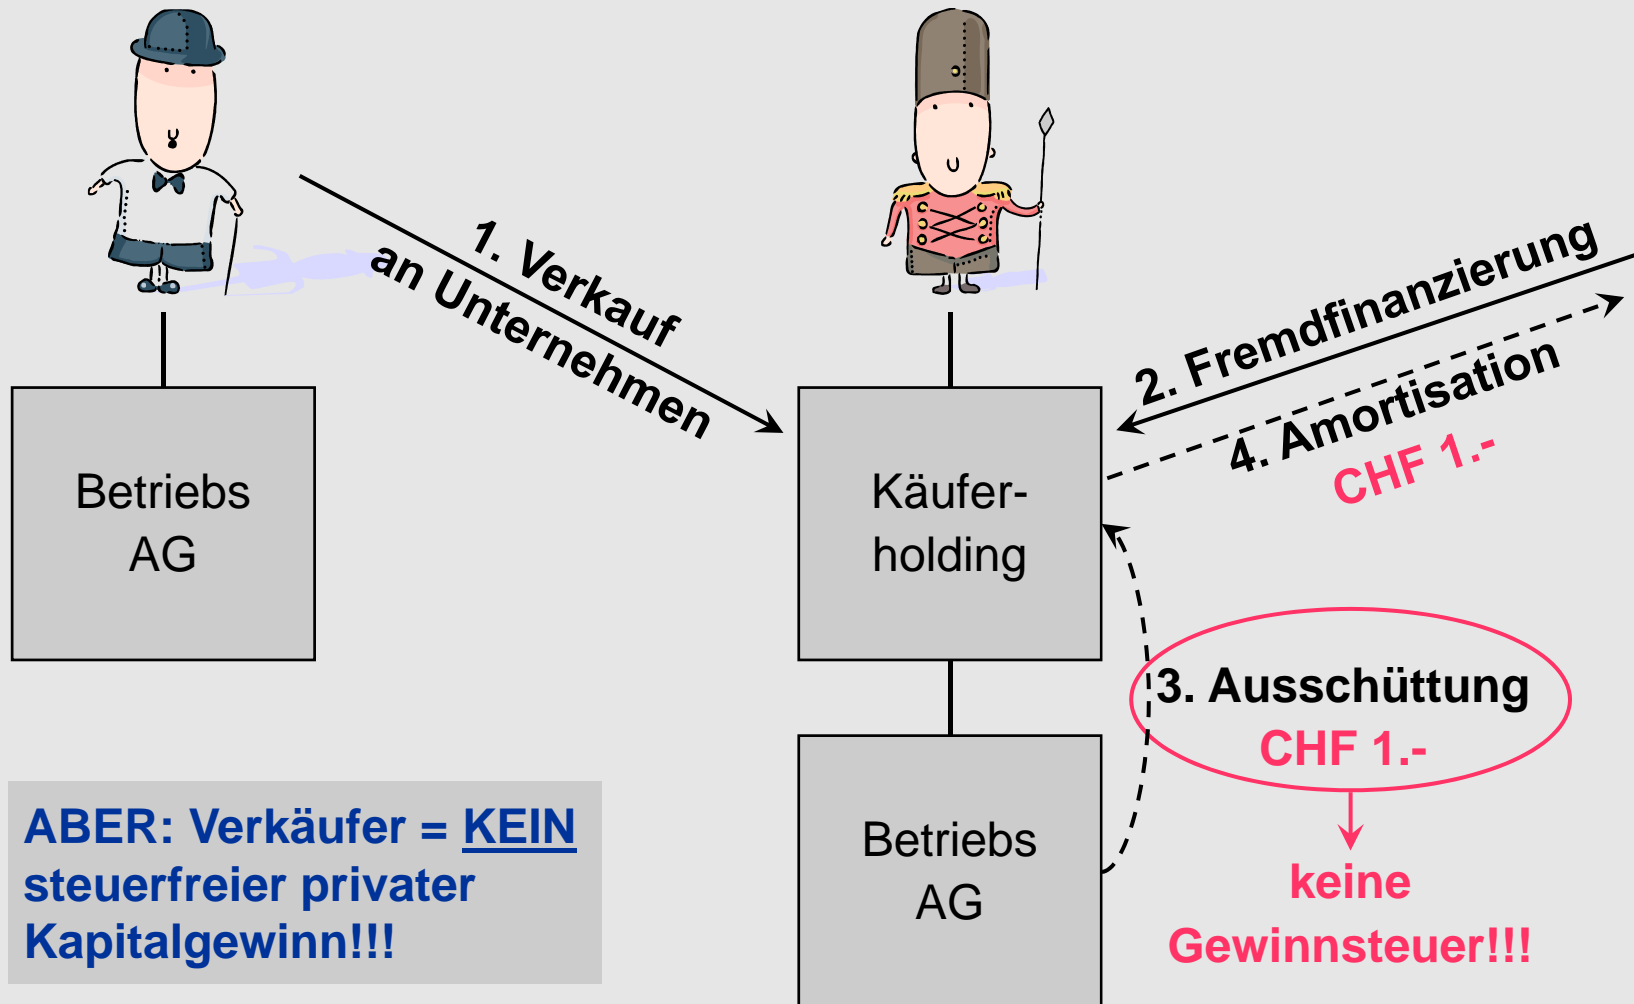 1. Verkauf
an Unternehmen
2. Fremdfinanzierung
4. Amortisation
CHF 1.-
Betriebs
AG
Käufer-
holding
3. Ausschüttung
CHF 1.-
keine
Gewinnsteuer!!!
Betriebs
AG
ABER: Verkäufer = KEIN
steuerfreier privater
Kapitalgewinn!!!